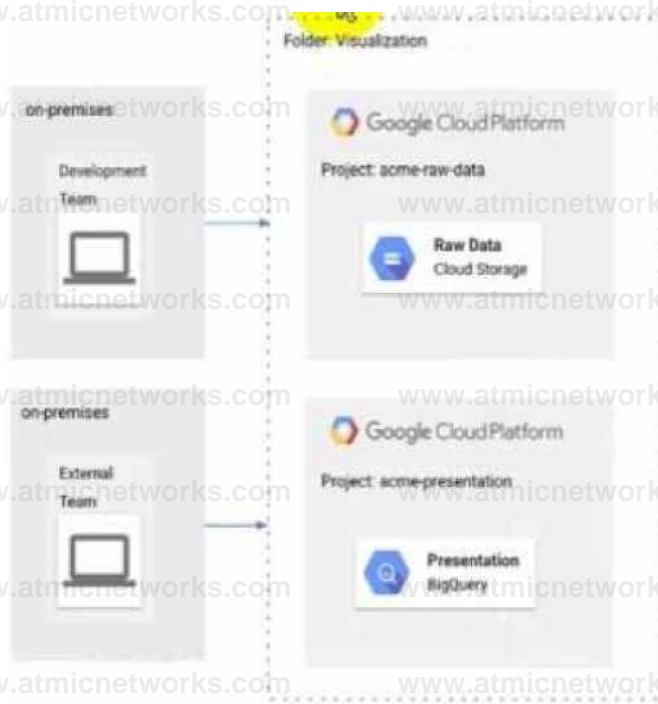 Folder: Visualization
on-premises
Development
Team
Google Cloud Platform
Project: acme-raw-data
Raw Data
Cloud Storage
on-premises
External
Team
Google Cloud Platform
Project: acme-presentation
Presentation
BigQuery
www.atmicnetworks.com